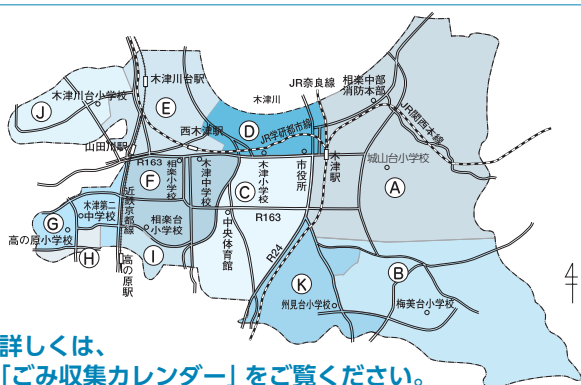 木津川台駅
木津川
JR奈良線
相楽中部
消防本部
木津川台小学校
J
E
D
JR学研都市線
JR関西本線
西木津駅
山田川駅
R163
相楽小学校
木津中学校
木津小学校
市役所
木津駅
城山台小学校
A
F
C
近鉄京都線
木津第二
中学校
相楽台
小学校
中央体育館
R163
G
高の原小学校
H
高の原駅
I
R24
K
州見台小学校
B
梅美台小学校
4
詳しくは、
「ごみ収集カレンダー」をご覧ください。